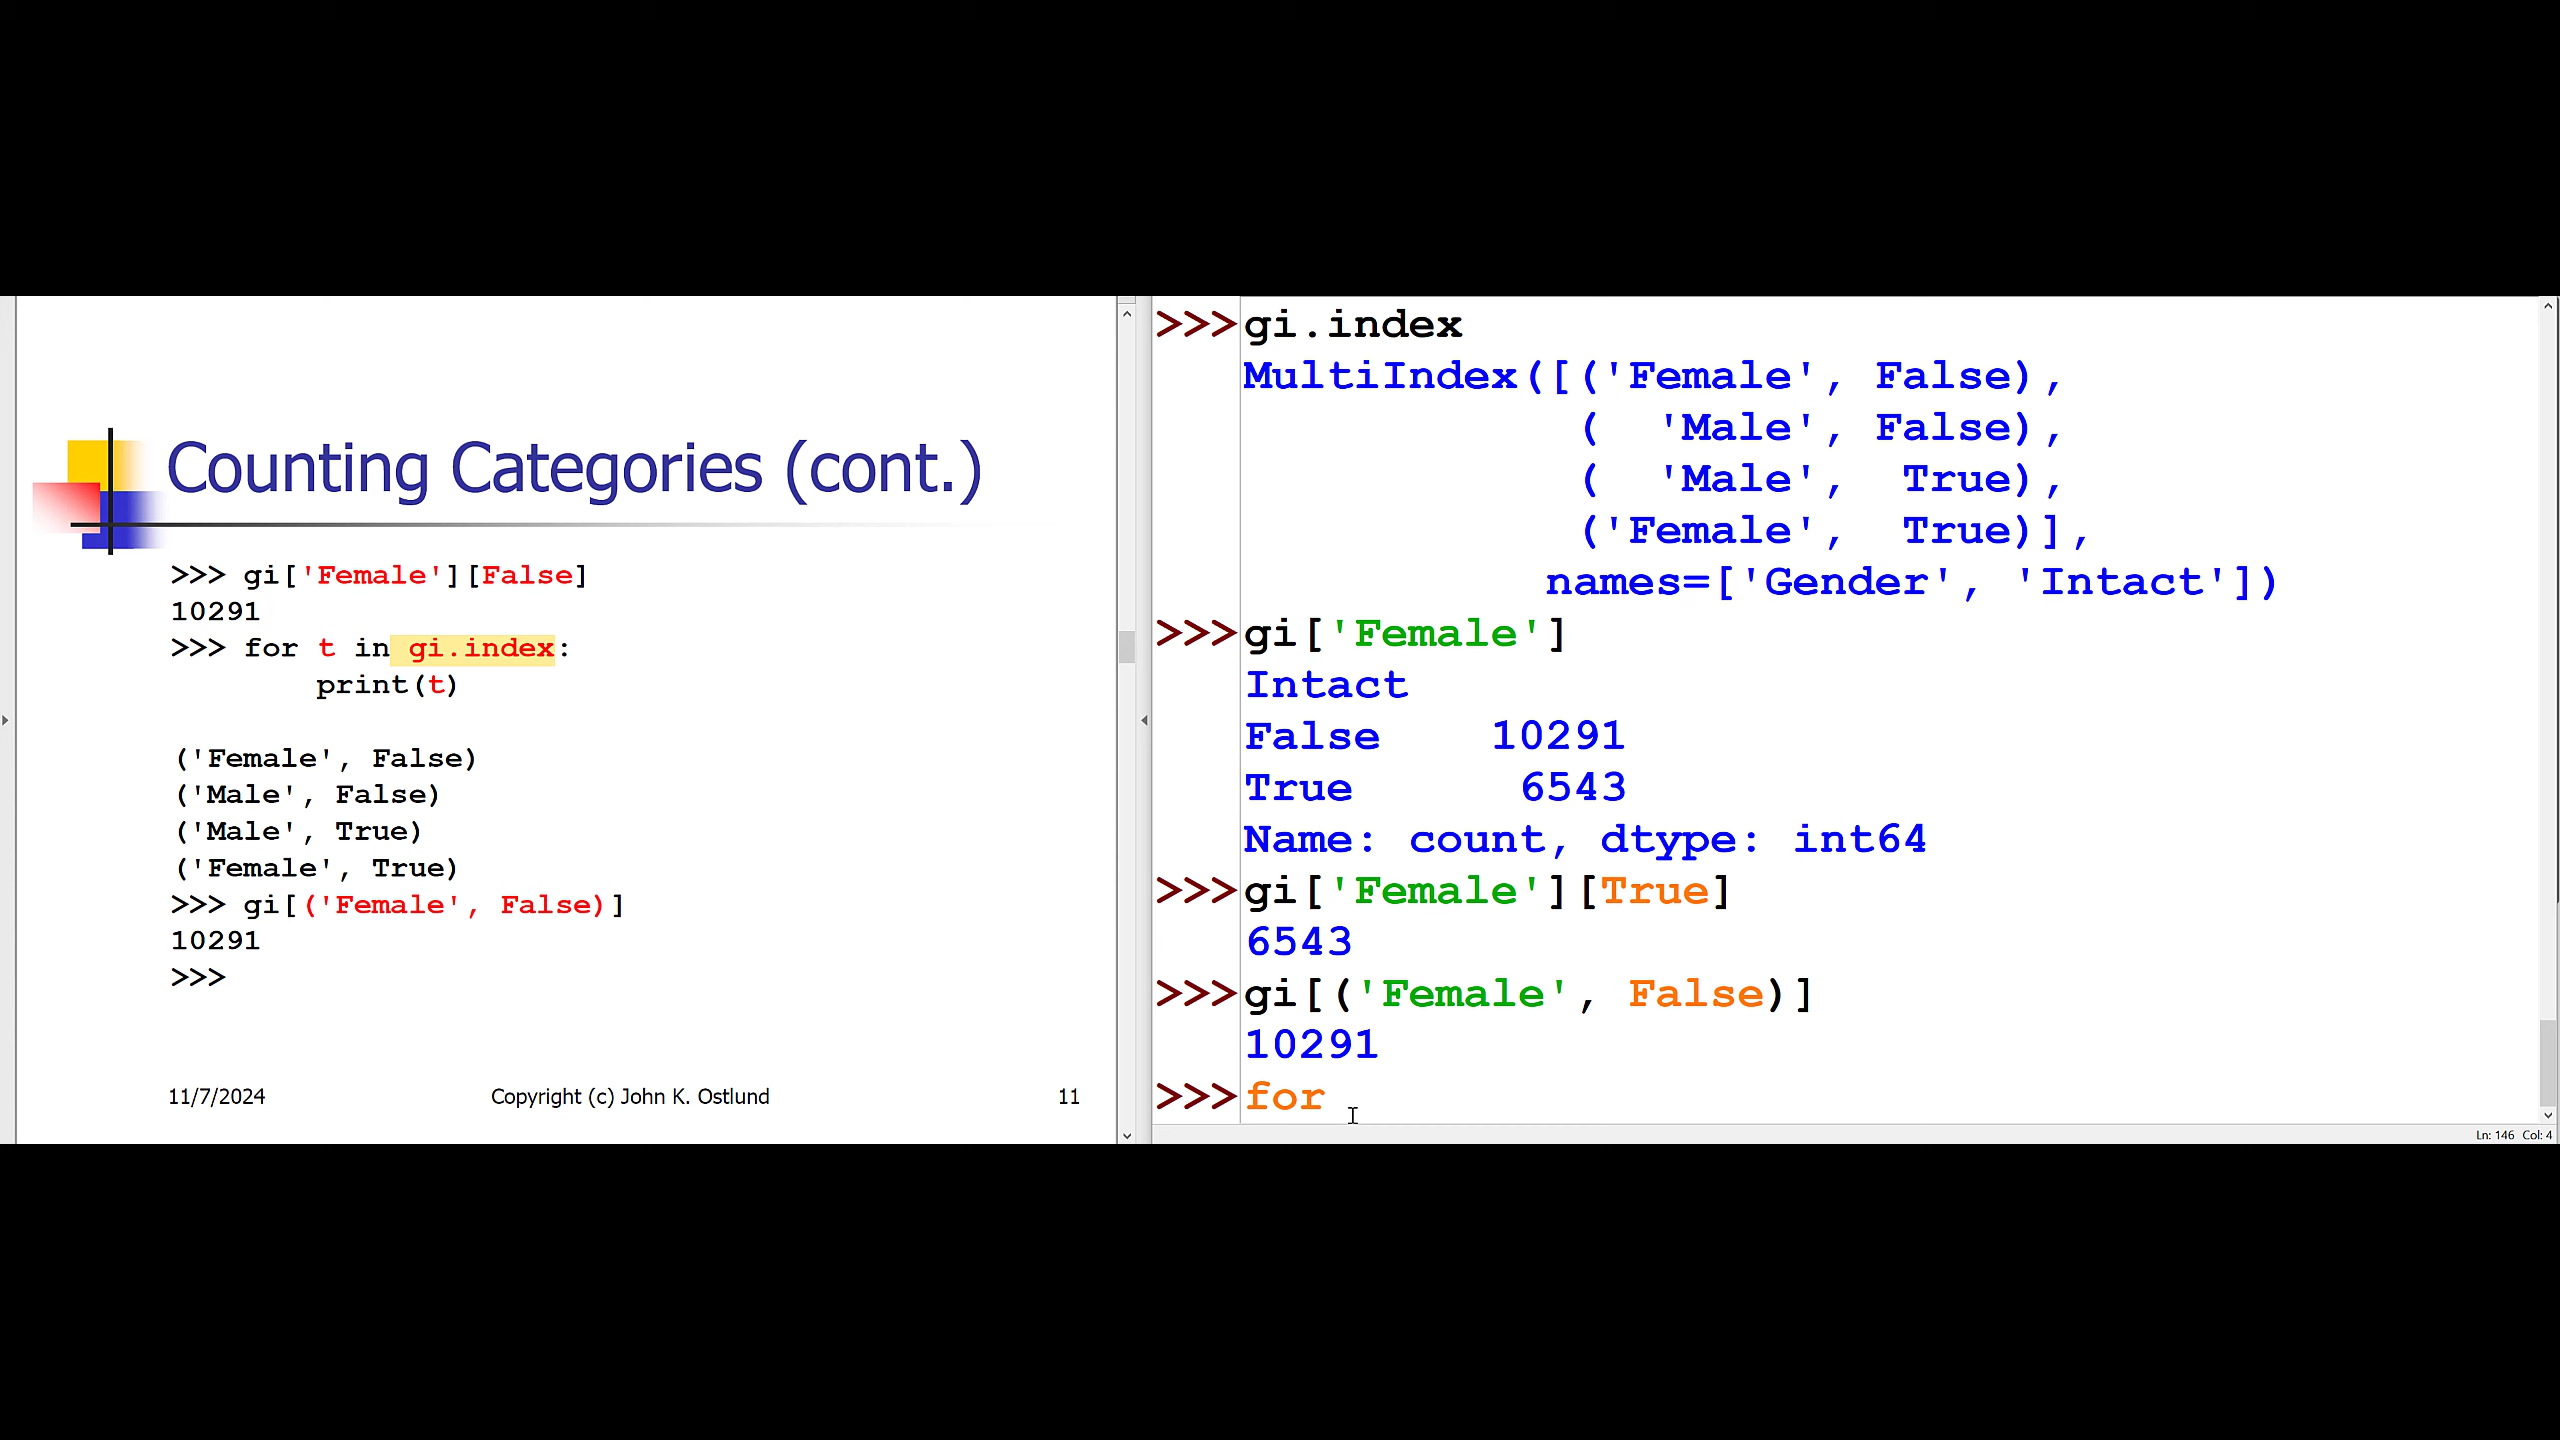 Counting Categories (cont.)
>>> gi['Female'][False]
10291
>>> for t in gi.index:
        print(t)
('Female', False)
('Male', False)
('Male', True)
('Female', True)
>>> gi[('Female', False)]
10291
>>>
11/7/2024 Copyright (c) John K. Ostlund 11
>>> gi.index
MultiIndex([('Female', False),
            (  'Male', False),
            (  'Male',  True),
            ('Female',  True)],
           names=['Gender', 'Intact'])
>>> gi['Female']
Intact
False    10291
True      6543
Name: count, dtype: int64
>>> gi['Female'][True]
6543
>>> gi[('Female', False)]
10291
>>> for
Ln: 146 Col: 4